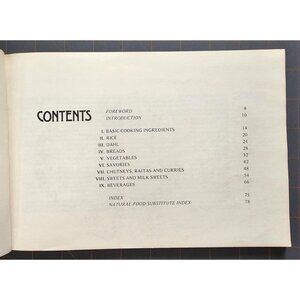 CONTENTS
FOREWORD 8
INTRODUCTION 10
I. BASIC COOKING INGREDIENTS 14
II. RICE 20
III. DAHL 24
IV. BREADS 28
V. VEGETABLES 32
VI. SAVORIES 42
VII. CHUTNEYS, RAITAS AND CURRIES 48
VIII. SWEETS AND MILK SWEETS 54
IX. BEVERAGES 66
INDEX 75
NATURAL FOOD SUBSTITUTE INDEX 78